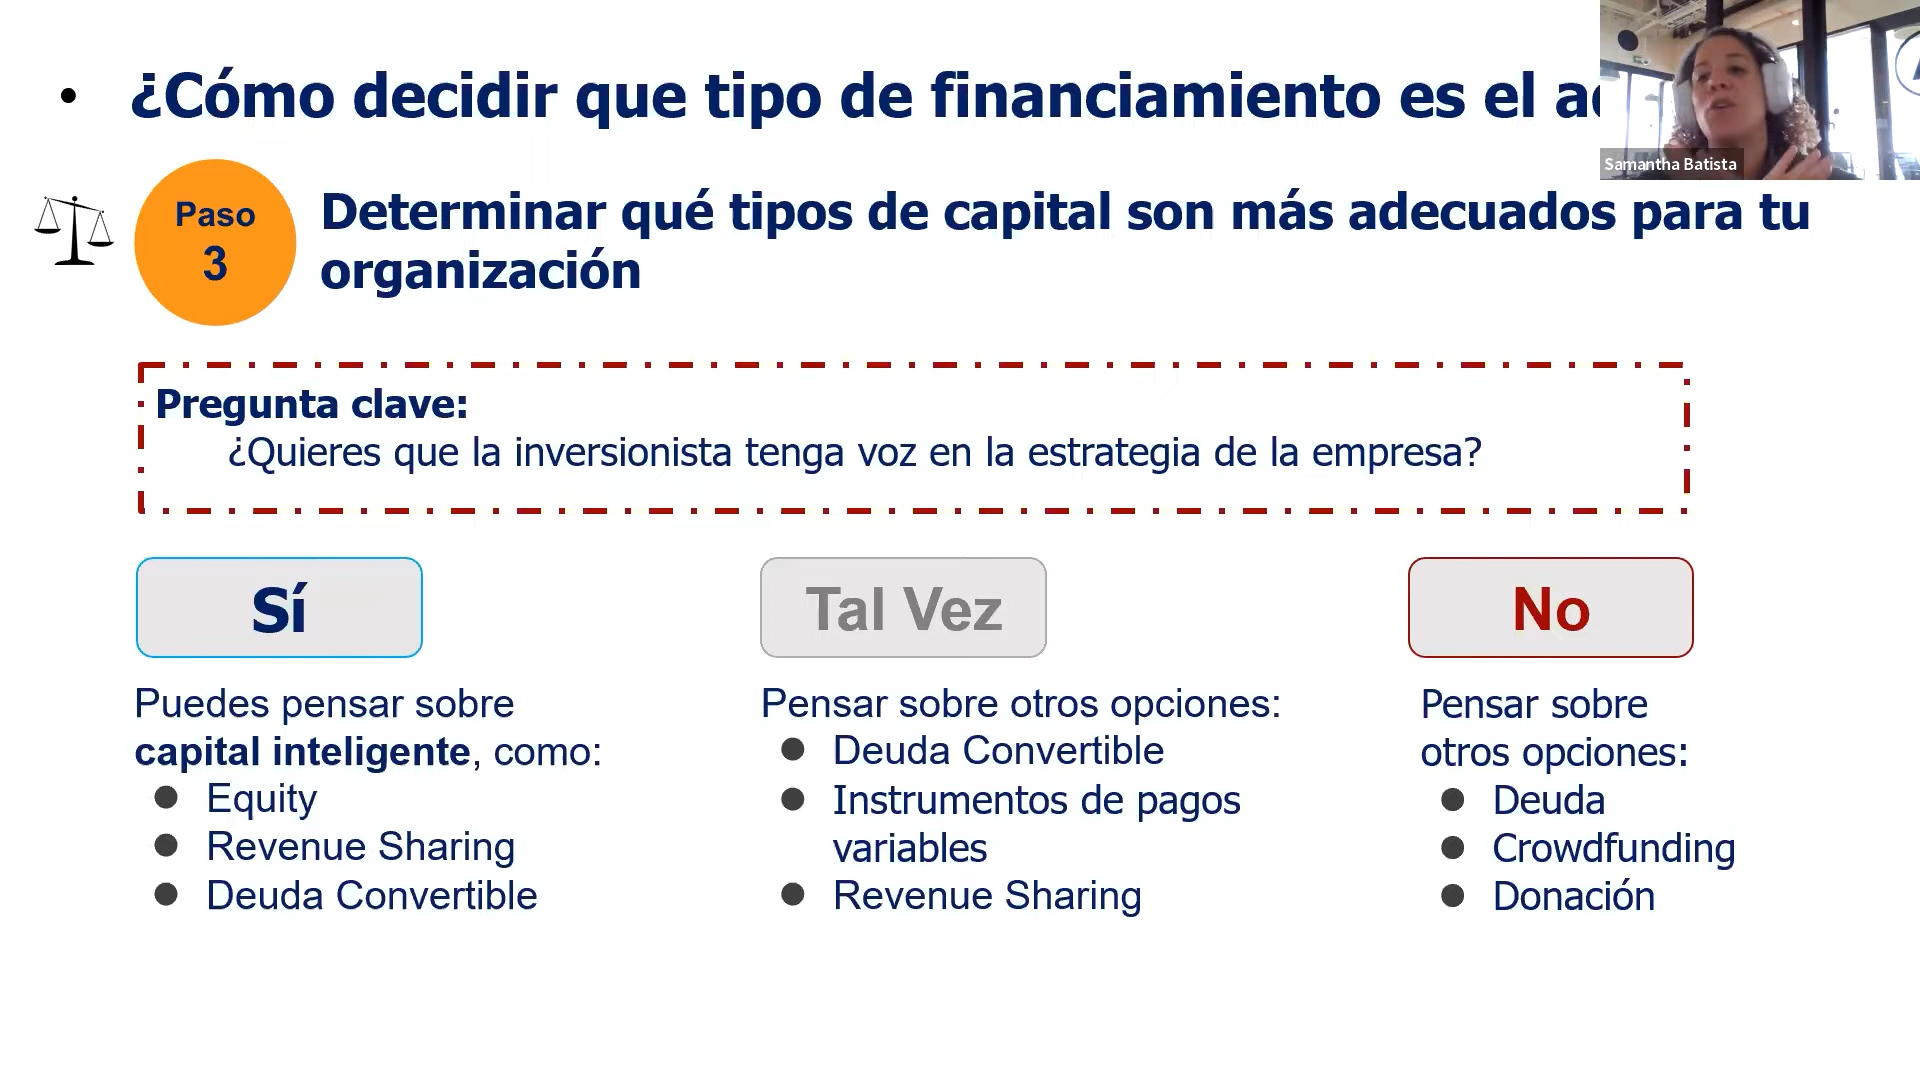 • ¿Cómo decidir que tipo de financiamiento es el
Samantha Batista
Paso
3
Determinar qué tipos de capital son más adecuados para tu
organización
Pregunta clave:
¿Quieres que la inversionista tenga voz en la estrategia de la empresa?
Sí
Puedes pensar sobre
capital inteligente, como:
● Equity
● Revenue Sharing
● Deuda Convertible
Tal Vez
Pensar sobre otros opciones:
● Deuda Convertible
● Instrumentos de pagos
variables
● Revenue Sharing
No
Pensar sobre
otros opciones:
● Deuda
● Crowdfunding
● Donación